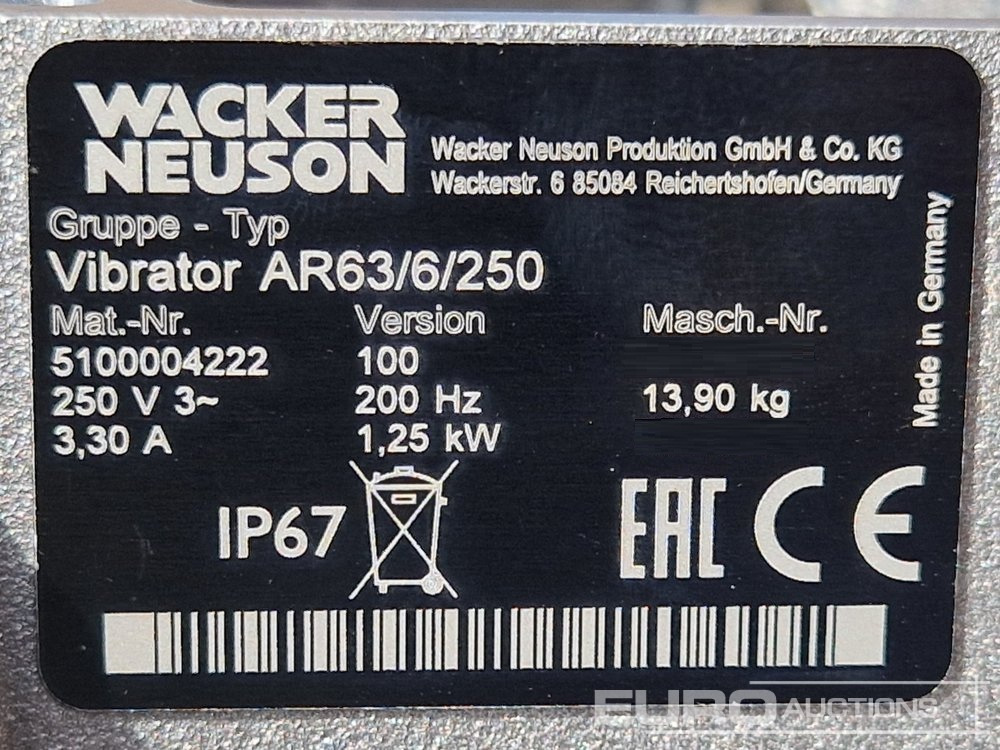 WACKER
NEUSON
Wacker Neuson Produktion GmbH & Co. KG
Wackerstr. 6 85084 Reichertshofen/Germany
Gruppe - Typ
Vibrator AR63/6/250
Mat.-Nr. Version Masch.-Nr.
5100004222 100
250 V 3~ 200 Hz 13,90 kg
3,30 A 1,25 kW
Made in Germany
IP67 EAC CE
EURO AUCTIONS